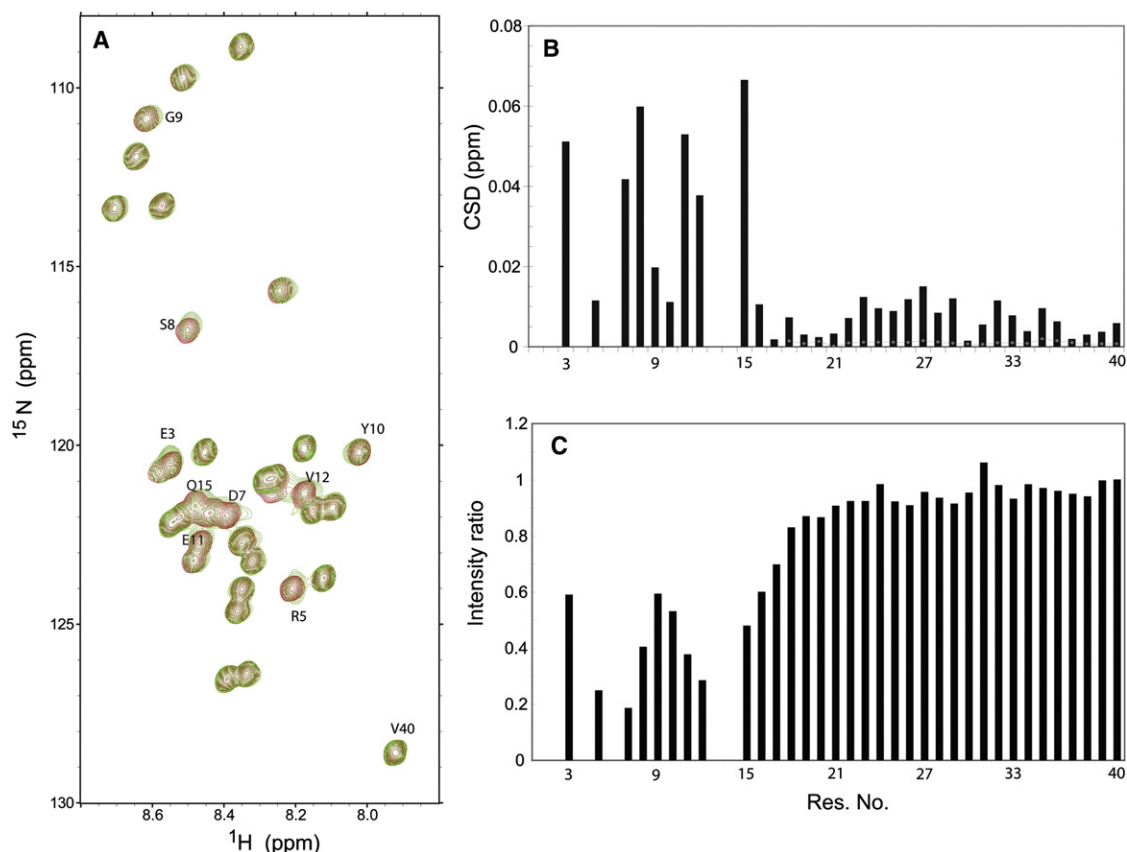 A
110
115
120
125
130
15N (ppm)
G9
S8
E3
Y10
Q15
D7
V12
E11
R5
V40
8.6
8.4
8.2
8.0
1H (ppm)
B
0.08
0.06
0.04
0.02
0
CSD (ppm)
3
9
15
21
27
33
40
C
1.2
1
0.8
0.6
0.4
0.2
0
Intensity ratio
3
9
15
21
27
33
40
Res. No.